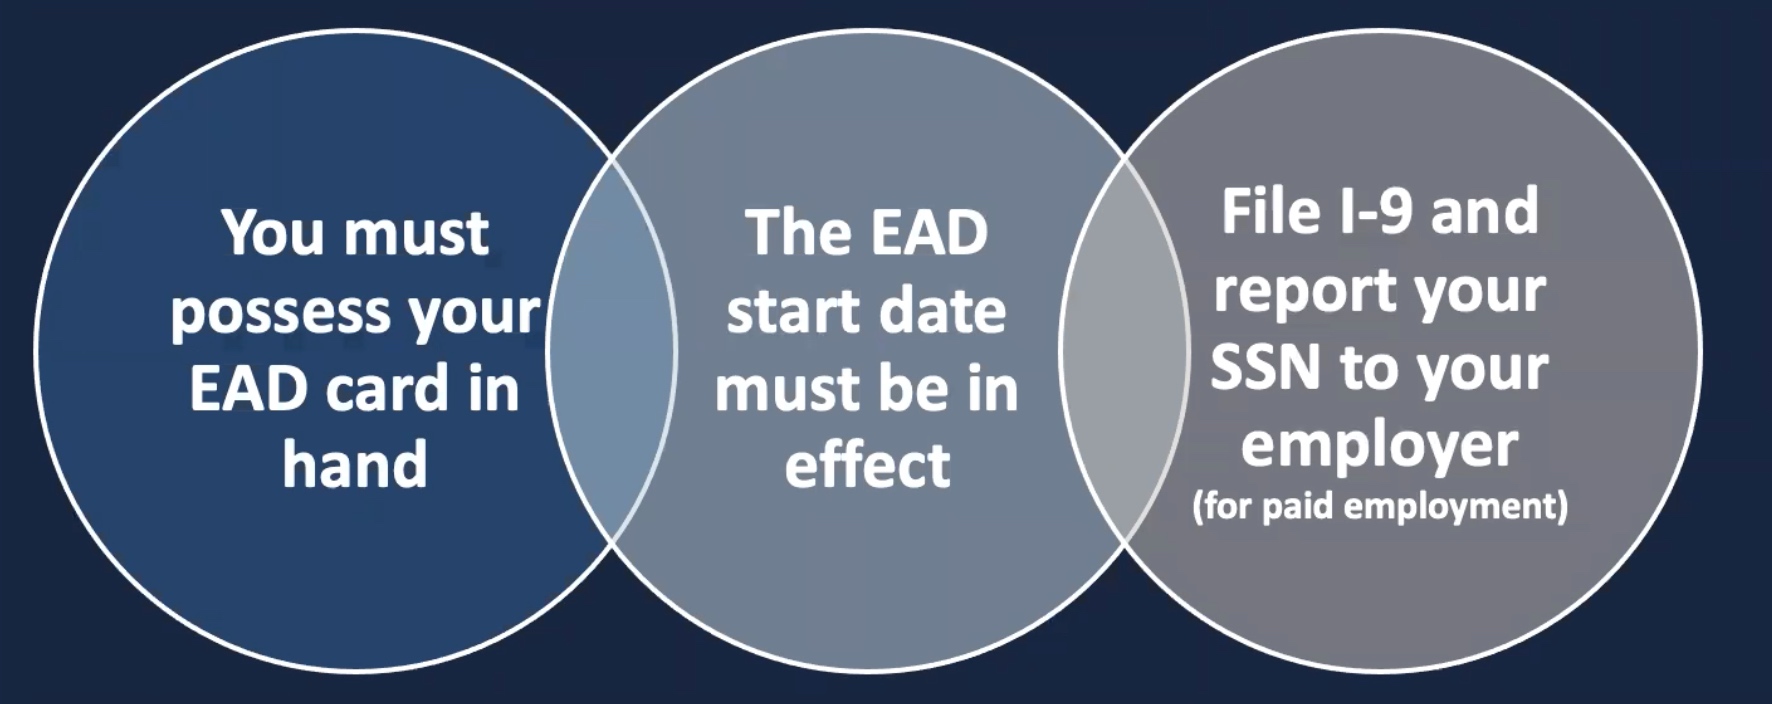 You must
possess your
EAD card in
hand
The EAD
start date
must be in
effect
File I-9 and
report your
SSN to your
employer
(for paid employment)